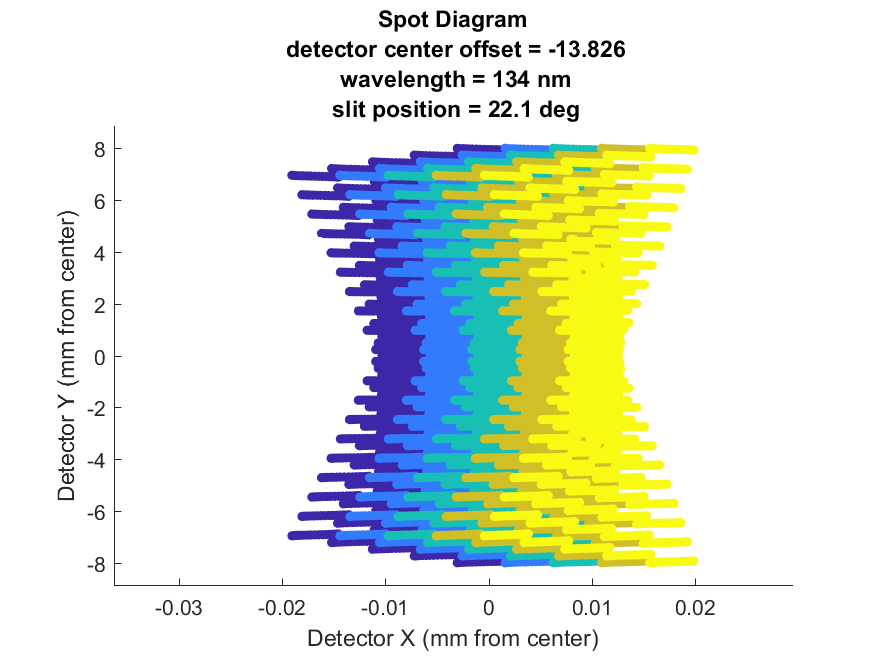 Spot Diagram
detector center offset = -13.826
wavelength = 134 nm
slit position = 22.1 deg
8
6
4
2
0
-2
-4
-6
-8
Detector Y (mm from center)
-0.03
-0.02
-0.01
0
0.01
0.02
Detector X (mm from center)